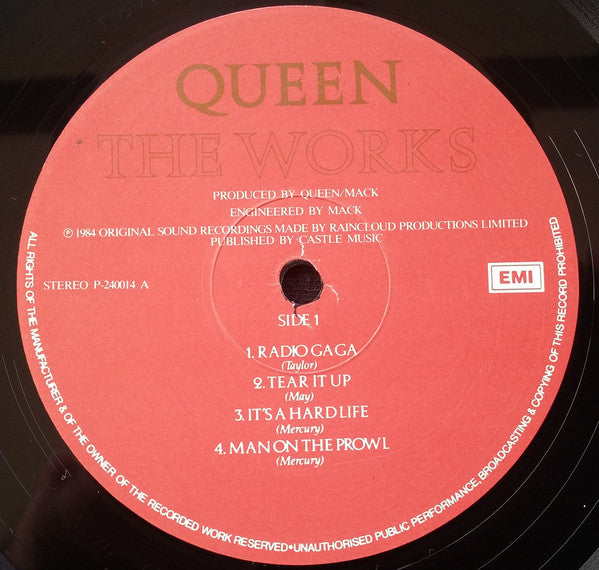 QUEEN
THE WORKS
PRODUCED BY QUEEN/MACK
ENGINEERED BY MACK
Ⓟ 1984 ORIGINAL SOUND RECORDINGS MADE BY RAINCLOUD PRODUCTIONS LIMITED
PUBLISHED BY CASTLE MUSIC
STEREO P-240014 A
EMI
SIDE 1
1. RADIO GA GA
(Taylor)
2. TEAR IT UP
(May)
3. IT'S A HARD LIFE
(Mercury)
4. MAN ON THE PROWL
(Mercury)
ALL RIGHTS OF THE MANUFACTURER & OF THE OWNER OF THE RECORDED WORK RESERVED•UNAUTHORISED PUBLIC PERFORMANCE, BROADCASTING & COPYING OF THIS RECORD PROHIBITED